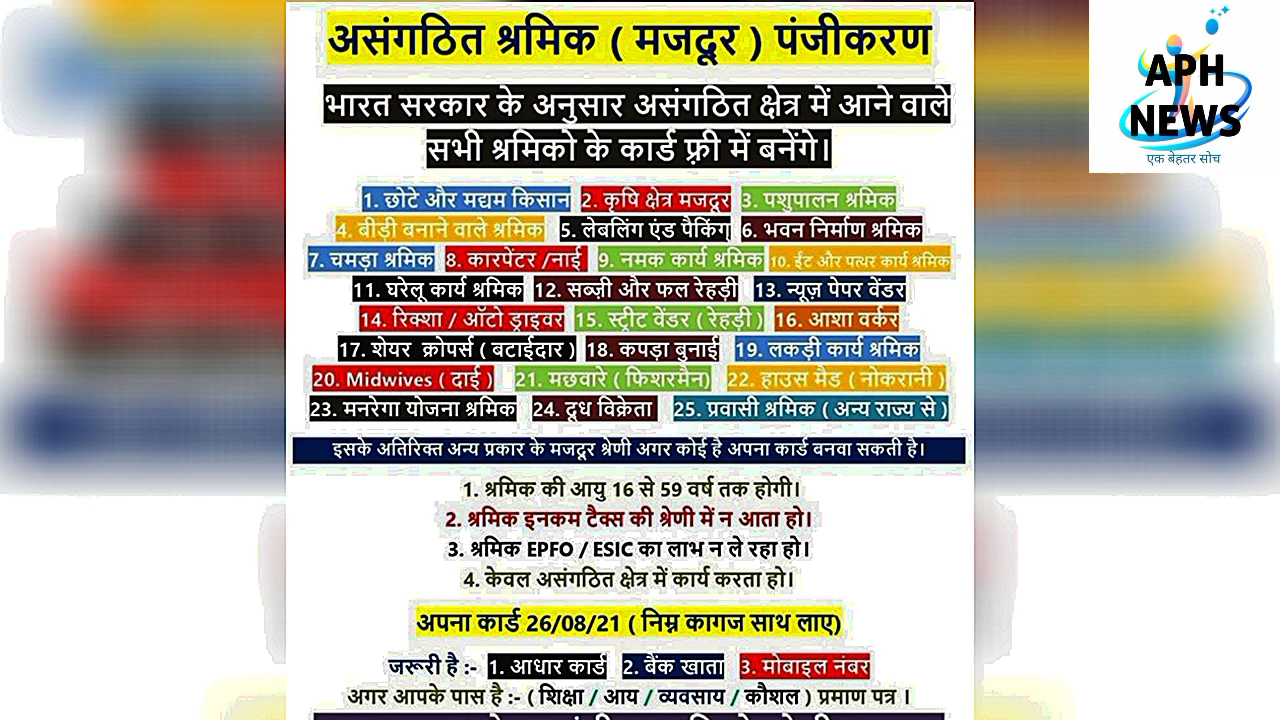 असंगठित श्रमिक ( मजदूर ) पंजीकरण
भारत सरकार के अनुसार असंगठित क्षेत्र में आने वाले
सभी श्रमिको के कार्ड फ़्री में बनेंगे।
1. छोटे और मद्यम किसान 2. कृषि क्षेत्र मजदूर 3. पशुपालन श्रमिक
4. बीड़ी बनाने वाले श्रमिक 5. लेबलिंग एंड पैकिंग 6. भवन निर्माण श्रमिक
7. चमड़ा श्रमिक 8. कारपेंटर /नाई 9. नमक कार्य श्रमिक 10. ईंट और पत्थर कार्य श्रमिक
11. घरेलू कार्य श्रमिक 12. सब्ज़ी और फल रेहड़ी 13. न्यूज़ पेपर वेंडर
14. रिक्शा / ऑटो ड्राइवर 15. स्ट्रीट वेंडर ( रेहड़ी ) 16. आशा वर्कर
17. शेयर क्रोपर्स ( बटाईदार ) 18. कपड़ा बुनाई 19. लकड़ी कार्य श्रमिक
20. Midwives ( दाई ) 21. मछवारे ( फिशरमैन) 22. हाउस मैड ( नोकरानी )
23. मनरेगा योजना श्रमिक 24. दूध विक्रेता 25. प्रवासी श्रमिक ( अन्य राज्य से )
इसके अतिरिक्त अन्य प्रकार के मजदूर श्रेणी अगर कोई है अपना कार्ड बनवा सकती है।
1. श्रमिक की आयु 16 से 59 वर्ष तक होगी।
2. श्रमिक इनकम टैक्स की श्रेणी में न आता हो।
3. श्रमिक EPFO / ESIC का लाभ न ले रहा हो।
4. केवल असंगठित क्षेत्र में कार्य करता हो।
अपना कार्ड 26/08/21 ( निम्न कागज साथ लाए)
जरूरी है :- 1. आधार कार्ड 2. बैंक खाता 3. मोबाइल नंबर
अगर आपके पास है :- ( शिक्षा / आय / व्यवसाय / कौशल ) प्रमाण पत्र ।
APH
NEWS
एक बेहतर सोच